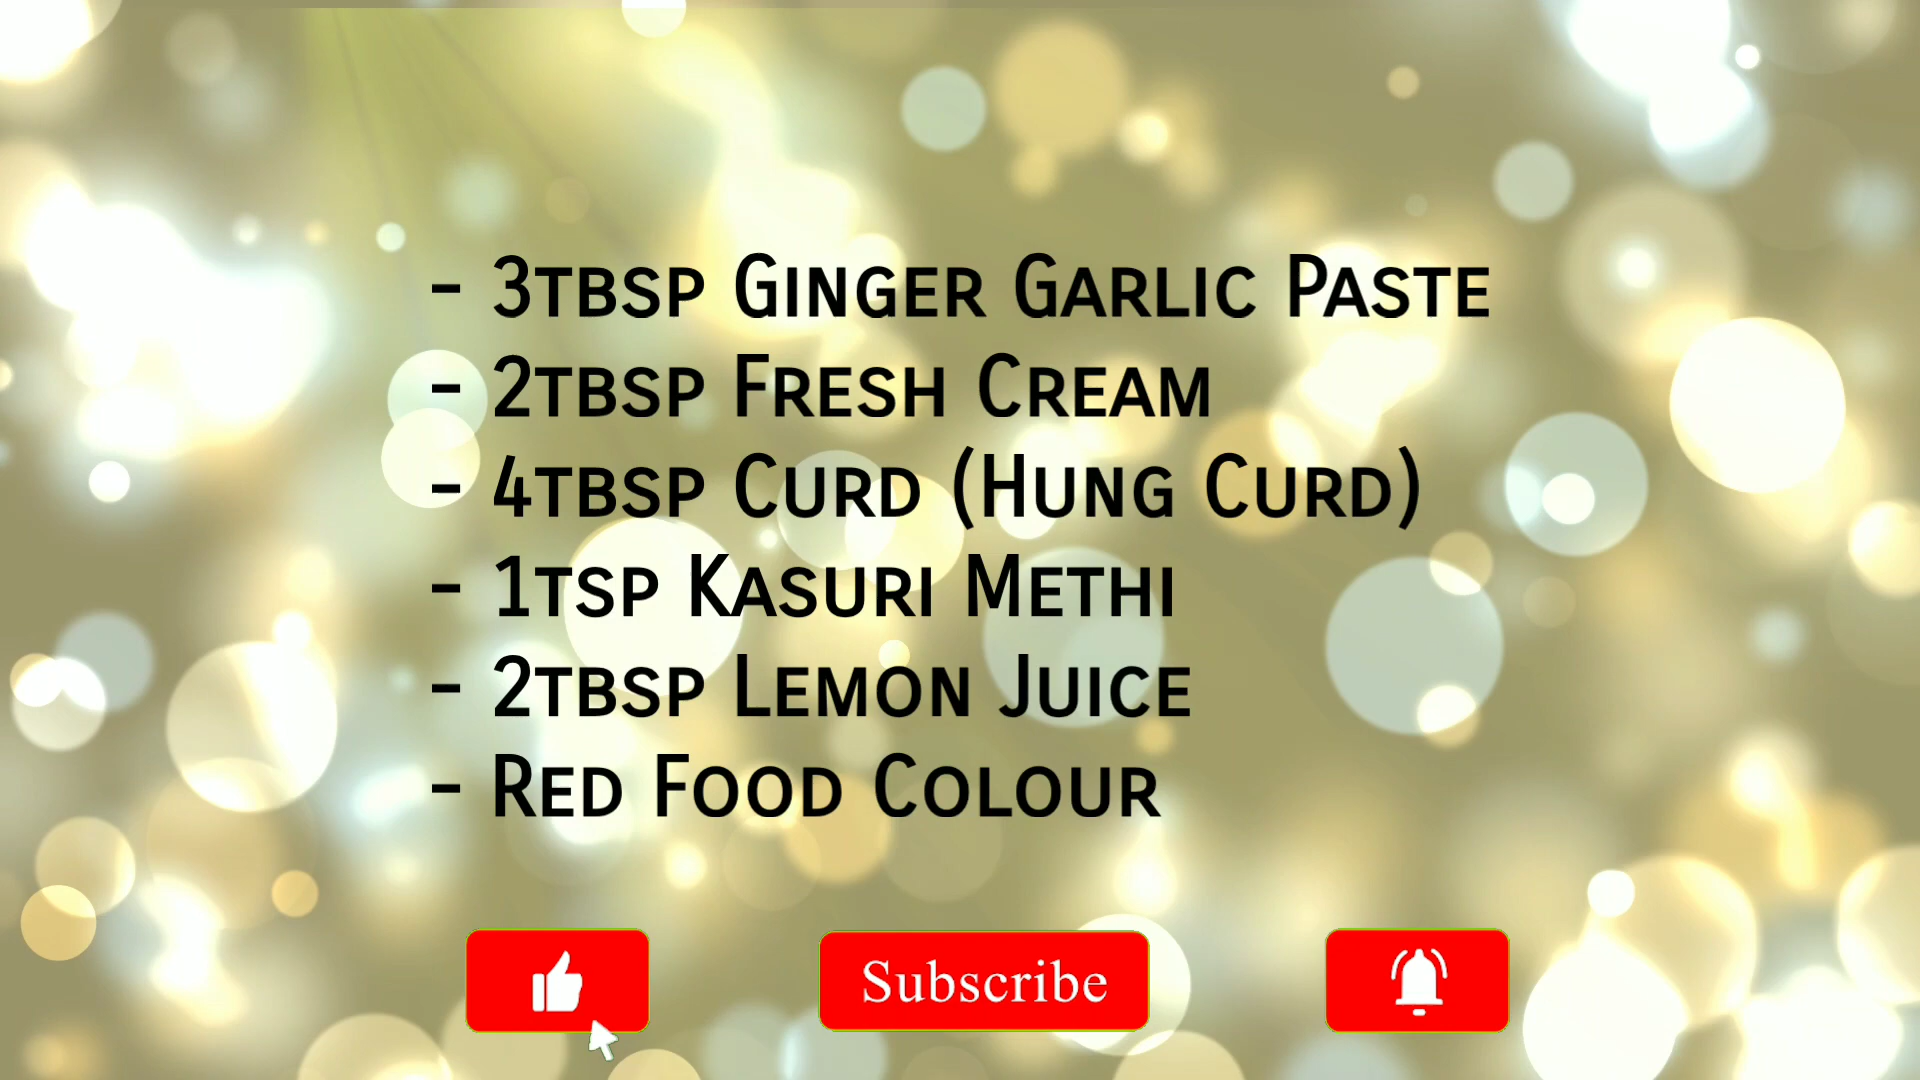 - 3tbsp Ginger Garlic Paste
- 2tbsp Fresh Cream
- 4tbsp Curd (Hung Curd)
- 1tsp Kasuri Methi
- 2tbsp Lemon Juice
- Red Food Colour
Subscribe